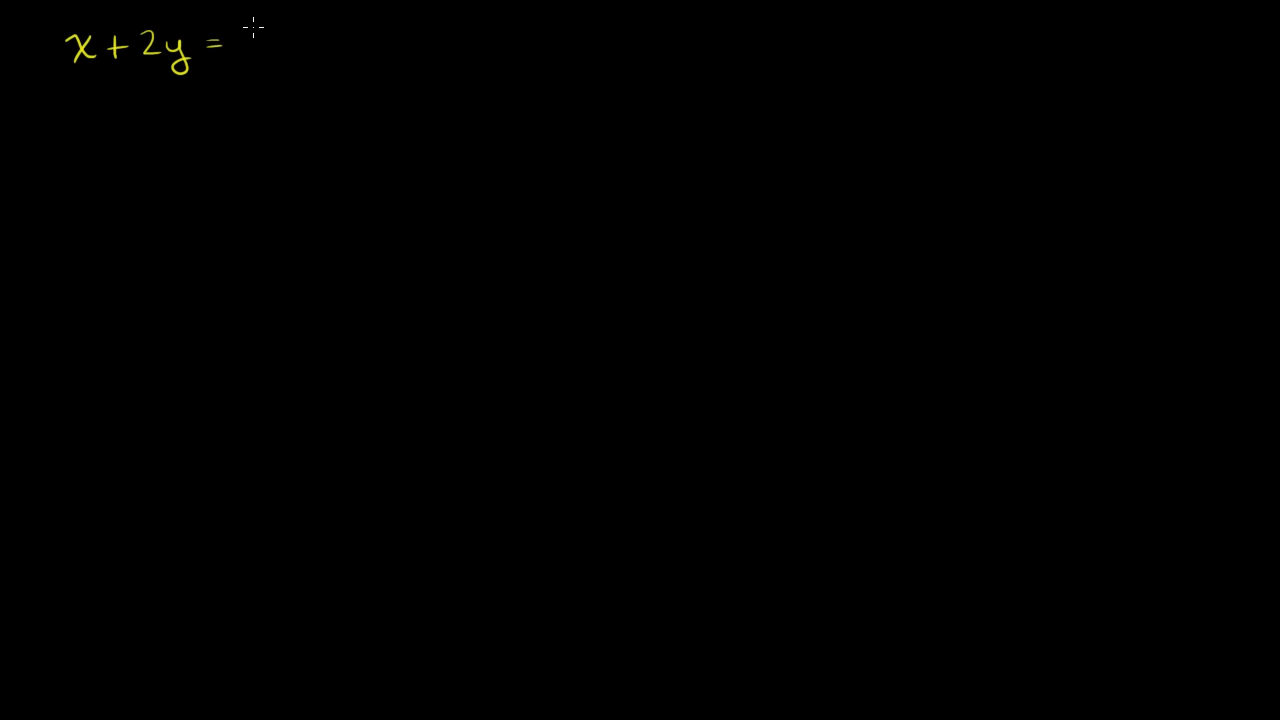 x + 2y =